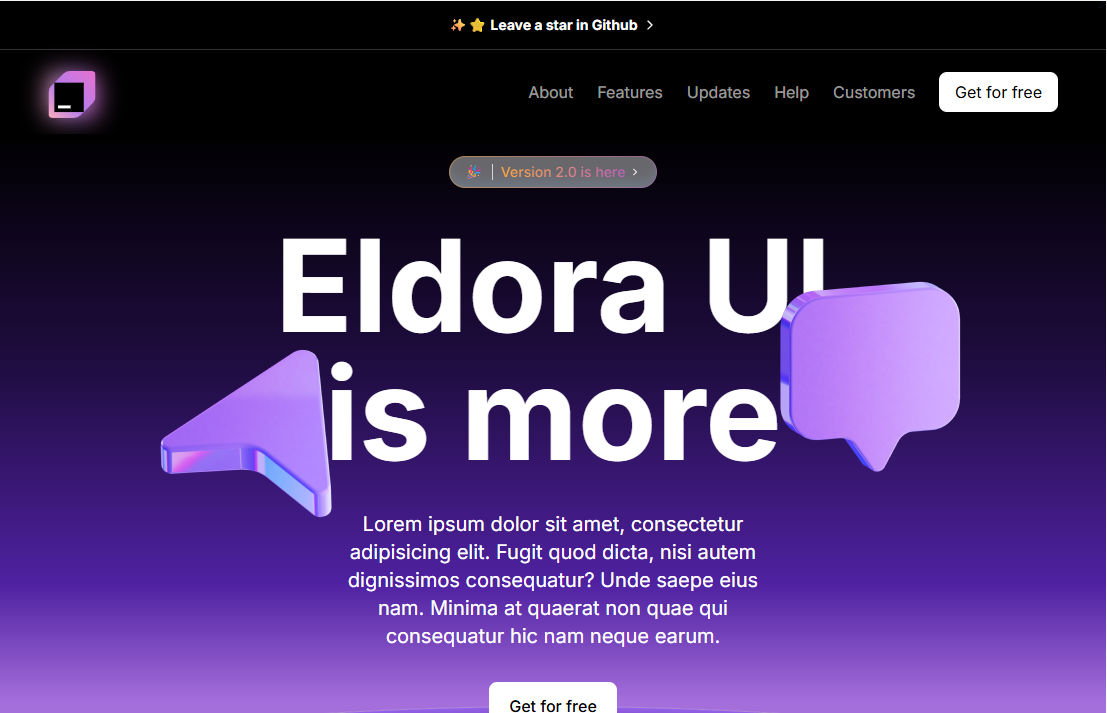 Leave a star in Github
About Features Updates Help Customers Get for free
Version 2.0 is here
Eldora UI
is more
Lorem ipsum dolor sit amet, consectetur
adipisicing elit. Fugit quod dicta, nisi autem
dignissimos consequatur? Unde saepe eius
nam. Minima at quaerat non quae qui
consequatur hic nam neque earum.
Get for free